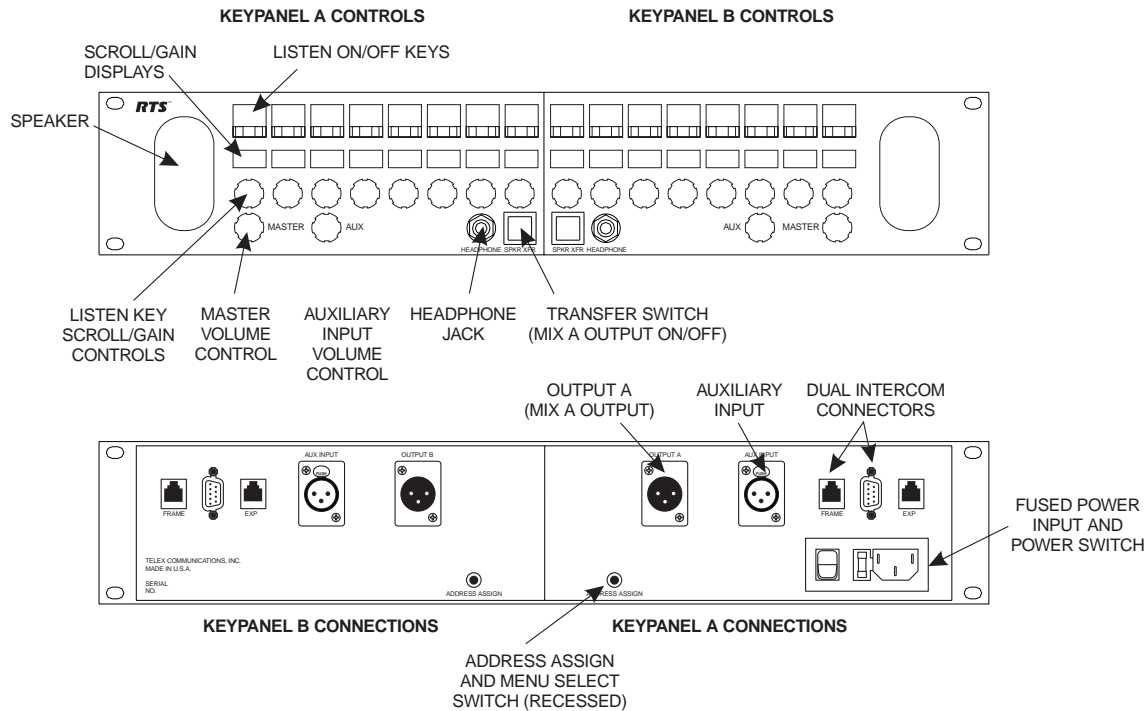 KEYPANEL A CONTROLS
KEYPANEL B CONTROLS
SCROLL/GAIN
DISPLAYS
LISTEN ON/OFF KEYS
SPEAKER
RTS™
MASTER
AUX
HEADPHONE
SPKR XFR
SPKR XFR
HEADPHONE
AUX
MASTER
LISTEN KEY
SCROLL/GAIN
CONTROLS
MASTER
VOLUME
CONTROL
AUXILIARY
INPUT
VOLUME
CONTROL
HEADPHONE
JACK
TRANSFER SWITCH
(MIX A OUTPUT ON/OFF)
OUTPUT A
(MIX A OUTPUT)
AUXILIARY
INPUT
DUAL INTERCOM
CONNECTORS
AUX INPUT
PUSH
OUTPUT B
FRAME
EXP
OUTPUT A
AUX INPUT
PUSH
FRAME
EXP
FUSED POWER
INPUT AND
POWER SWITCH
TELEX COMMUNICATIONS, INC.
MADE IN U.S.A.
SERIAL
NO.
ADDRESS ASSIGN
ADDRESS ASSIGN
KEYPANEL B CONNECTIONS
KEYPANEL A CONNECTIONS
ADDRESS ASSIGN
AND MENU SELECT
SWITCH (RECESSED)